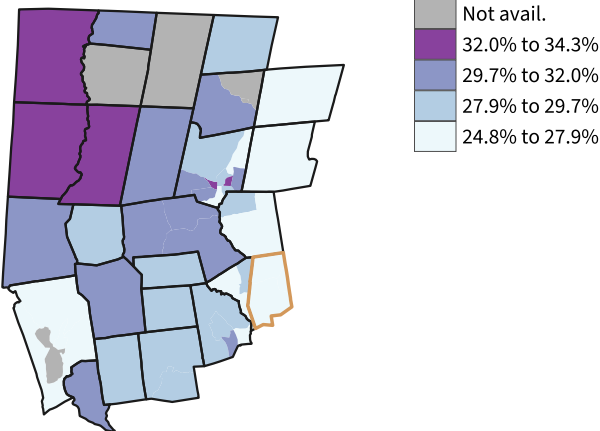 Not avail.
32.0% to 34.3%
29.7% to 32.0%
27.9% to 29.7%
24.8% to 27.9%